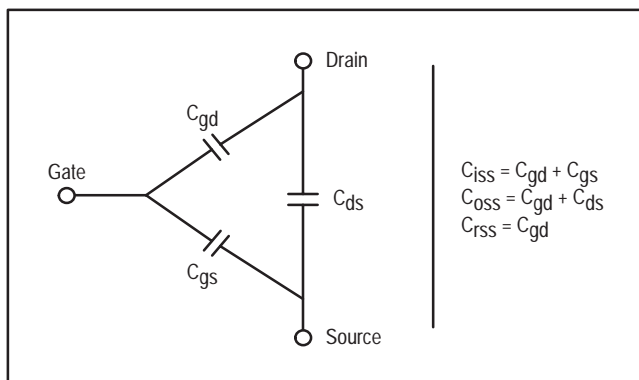 Drain
Cgd
Gate
Cds
Cgs
Source
Ciss = Cgd + Cgs
Coss = Cgd + Cds
Crss = Cgd